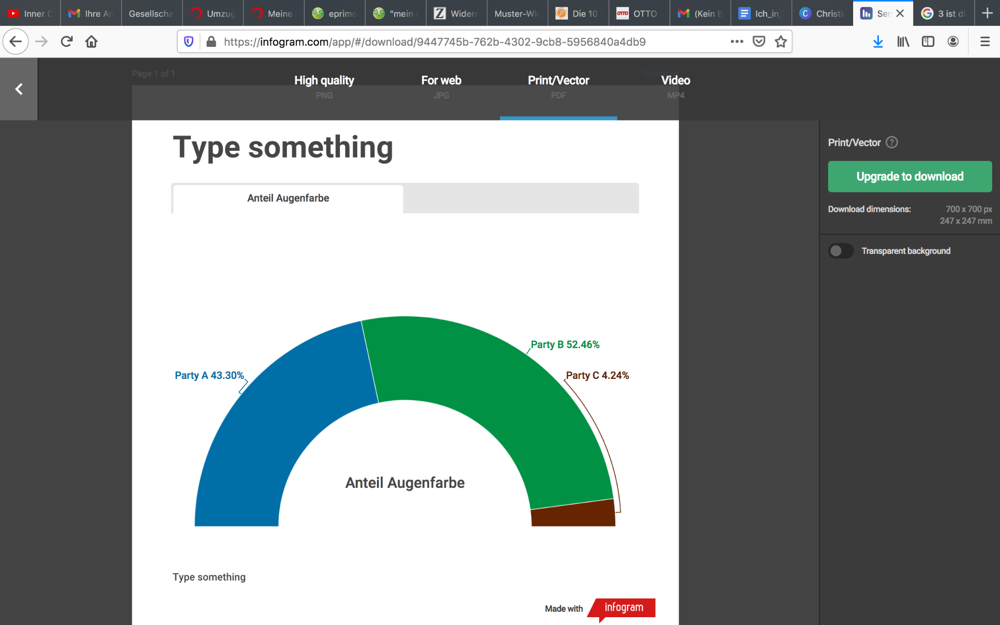 Inner C
Ihre An
Gesellscha
Umzug
Meine
eprimo
"mein e
Z
Widerr
Muster-Wi
Die 10
OTTO
OTTO
(Kein B
Ich_in_
C
Christi
Ser
G
3 ist di
https://infogram.com/app/#/download/9447745b-762b-4302-9cb8-5956840a4db9
Page 1 of 1
Download
High quality
PNG
For web
JPG
Print/Vector
PDF
Video
MP4
Type something
Anteil Augenfarbe
Party A 43.30%
Party B 52.46%
Party C 4.24%
Anteil Augenfarbe
Type something
Made with
infogram
Print/Vector ?
Upgrade to download
Download dimensions:
700 x 700 px
247 x 247 mm
Transparent background